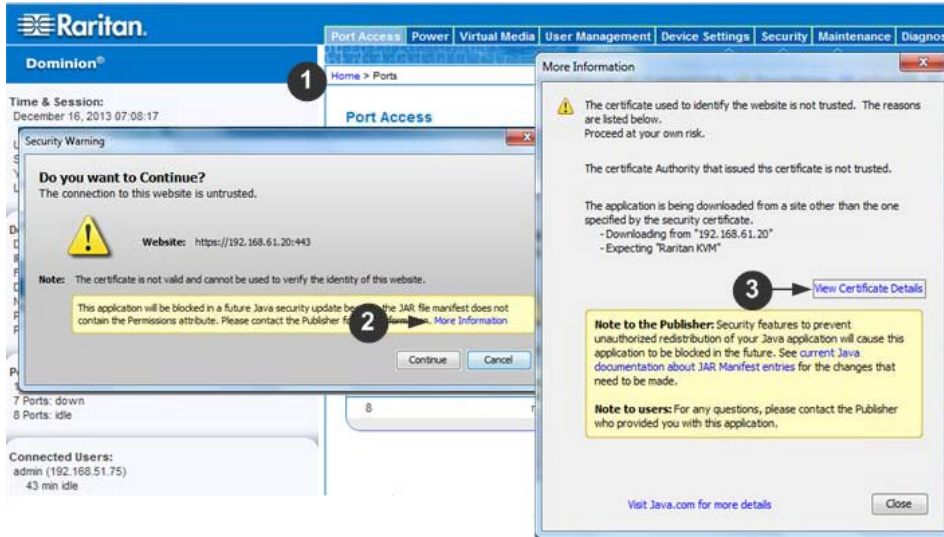 Raritan.
Dominion®
Port Access Power Virtual Media User Management Device Settings Security Maintenance Diagnos
Home > Ports
Port Access
Time & Session:
December 16, 2013 07:08:17
1
Security Warning
Do you want to Continue?
The connection to this website is untrusted.
Website: https://192.168.61.20:443
Note: The certificate is not valid and cannot be used to verify the identity of this website.
This application will be blocked in a future Java security update the JAR file manifest does not
contain the Permissions attribute. Please contact the Publisher More Information
2
Continue
Cancel
7 Ports: down
8 Ports: idle
8
Connected Users:
admin (192.168.51.75)
43 min idle
More Information
The certificate used to identify the website is not trusted. The reasons
are listed below.
Proceed at your own risk.
The certificate Authority that issued ths certificate is not trusted.
The application is being downloaded from a site other than the one
specified by the security certificate.
- Downloading from "192.168.61.20"
- Expecting "Raritan KVM"
3
View Certificate Details
Note to the Publisher: Security features to prevent
unauthorized redistribution of your Java application will cause this
application to be blocked in the future. See current Java
documentation about JAR Manifest entries for the changes that
need to be made.
Note to users: For any questions, please contact the Publisher
who provided you with this application.
Visit Java.com for more details
Close